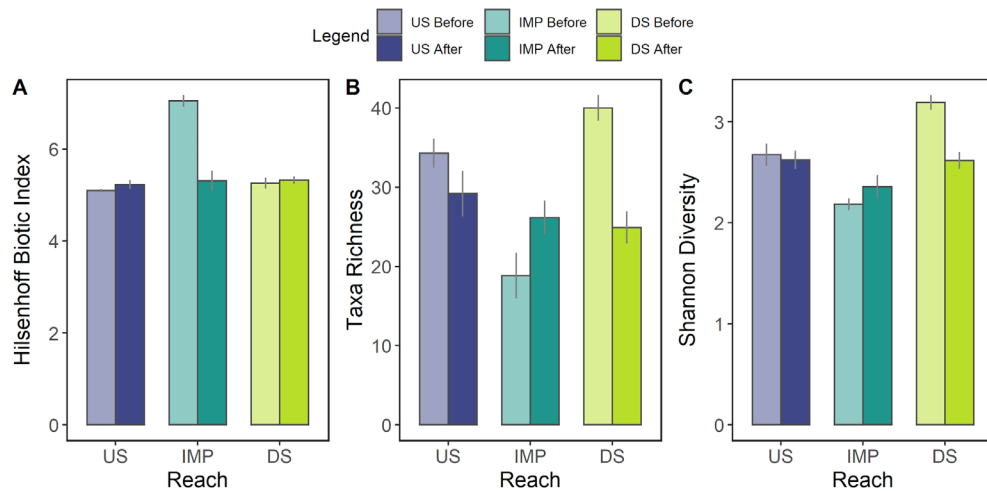 Legend
US Before
IMP Before
DS Before
US After
IMP After
DS After
A
Hilsenhoff Biotic Index
6
4
2
0
US
IMP
DS
Reach
B
Taxa Richness
40
30
20
10
0
US
IMP
DS
Reach
C
Shannon Diversity
3
2
1
0
US
IMP
DS
Reach